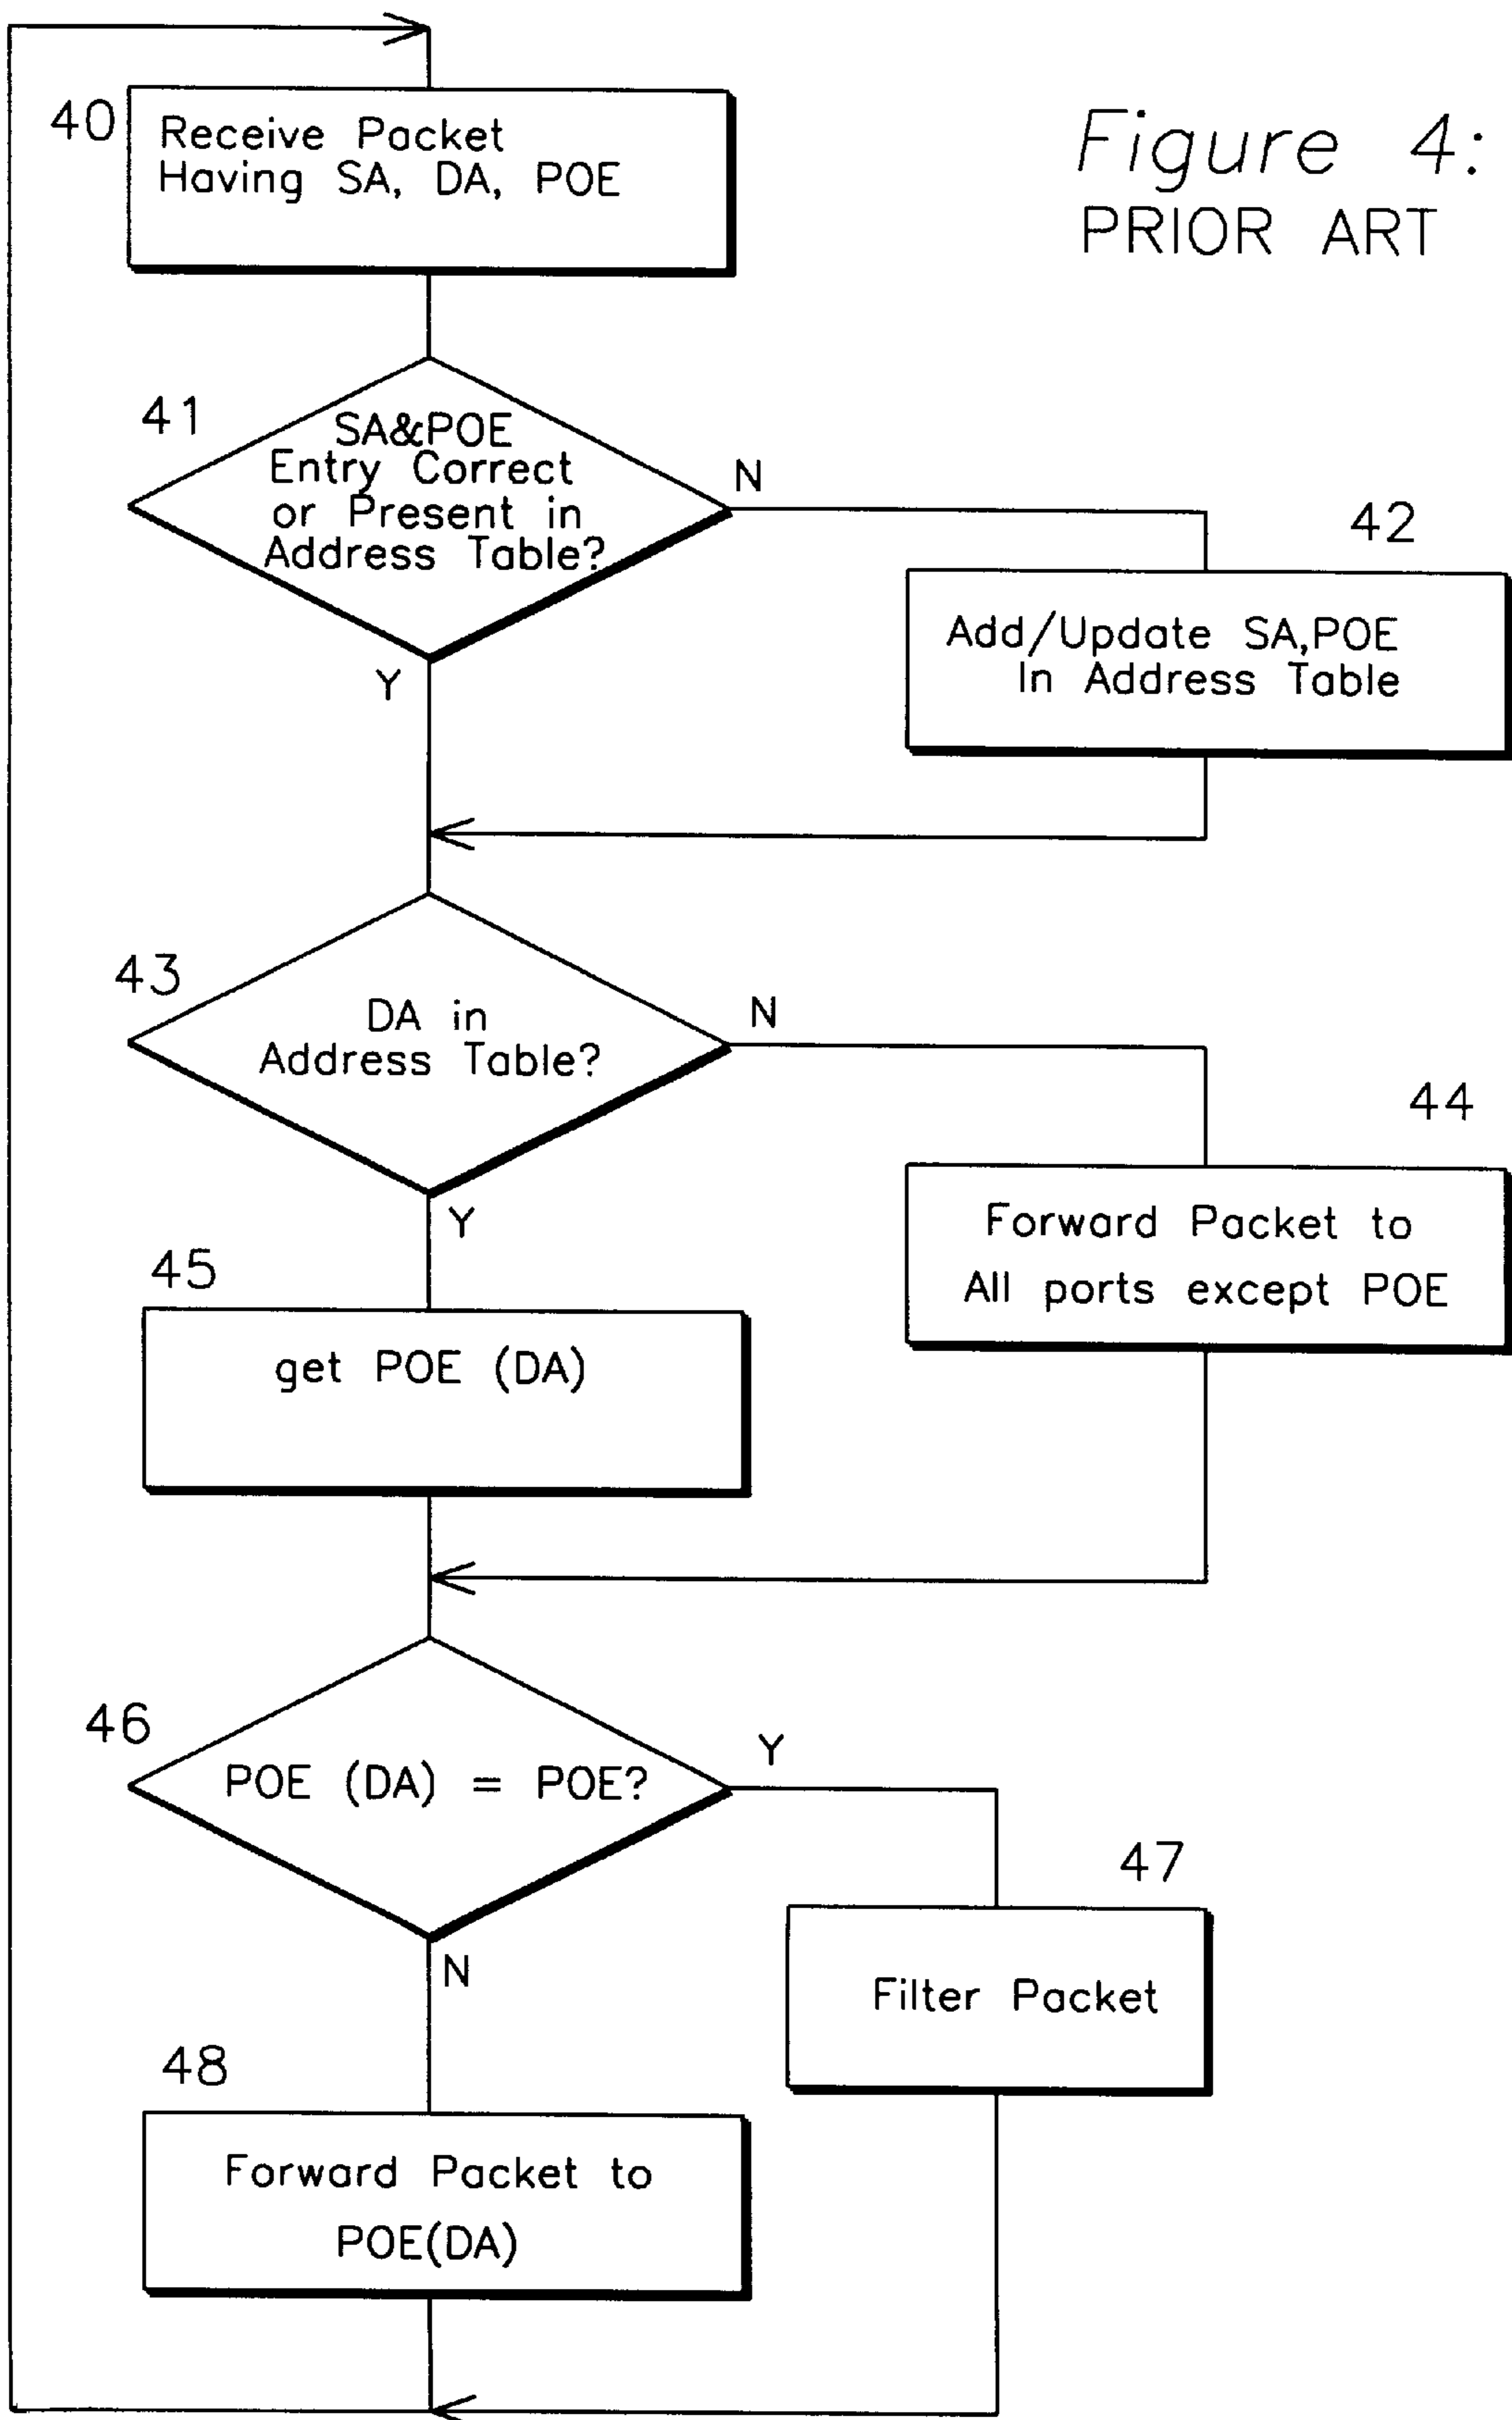 Figure 4:
PRIOR ART
40
Receive Packet
Having SA, DA, POE
41
SA&POE
Entry Correct
or Present in
Address Table?
N
Y
42
Add/Update SA,POE
In Address Table
43
DA in
Address Table?
N
Y
44
Forward Packet to
All ports except POE
45
get POE (DA)
46
POE (DA) = POE?
Y
N
47
Filter Packet
48
Forward Packet to
POE(DA)